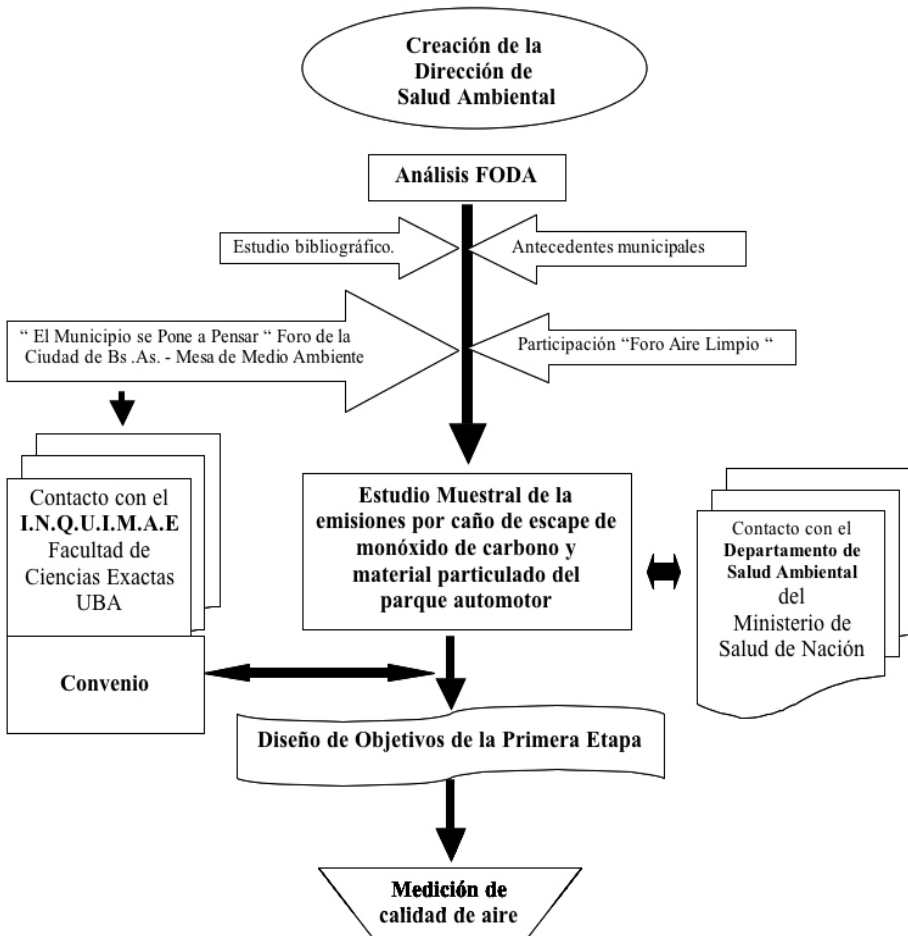 Creación de la
Dirección de
Salud Ambiental
Análisis FODA
Estudio bibliográfico.
Antecedentes municipales
“ El Municipio se Pone a Pensar “ Foro de la
Ciudad de Bs .As. - Mesa de Medio Ambiente
Participación “Foro Aire Limpio “
Contacto con el
I.N.Q.U.I.M.A.E
Facultad de
Ciencias Exactas
UBA
Convenio
Estudio Muestral de la
emisiones por caño de escape de
monóxido de carbono y
material particulado del
parque automotor
Contacto con el
Departamento de
Salud Ambiental
del
Ministerio de
Salud de Nación
Diseño de Objetivos de la Primera Etapa
Medición de
calidad de aire